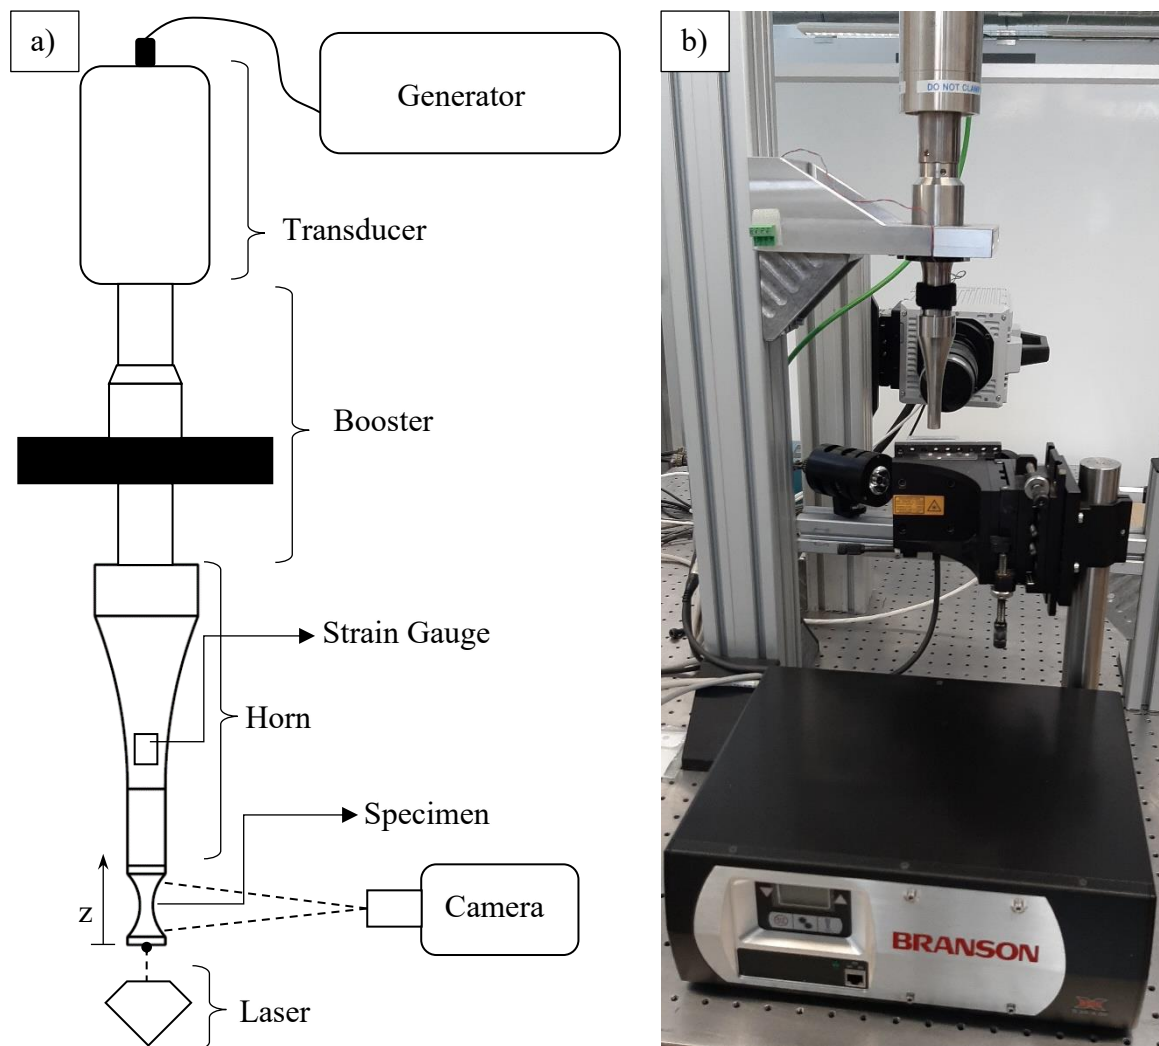 a)
Generator
Transducer
Booster
Strain Gauge
Horn
Specimen
z
Camera
Laser
b)
DO NOT CLAMP
BRANSON